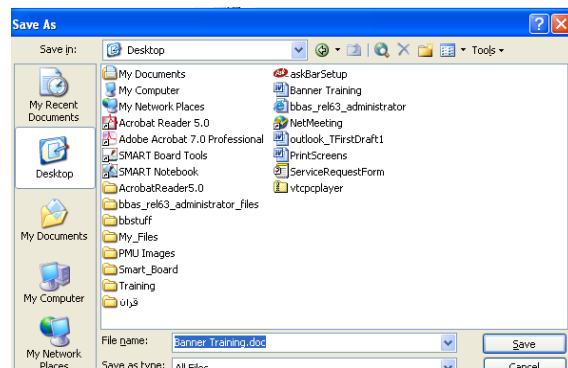 Save As
Save in:
Desktop
Tools
My Recent
Documents
Desktop
My Documents
My Computer
My Network
Places
My Documents
My Computer
My Network Places
Acrobat Reader 5.0
Adobe Acrobat 7.0 Professional
SMART Board Tools
SMART Notebook
AcrobatReader5.0
bbas_rel63_administrator_files
bbstuff
My_Files
PMU Images
Smart_Board
Training
قران
askBarSetup
Banner Training
bbas_rel63_administrator
NetMeeting
outlook_TFirstDraft1
PrintScreens
ServiceRequestForm
vtcpcplayer
File name:
Banner Training.doc
Save
Save as type:
All Files
Cancel